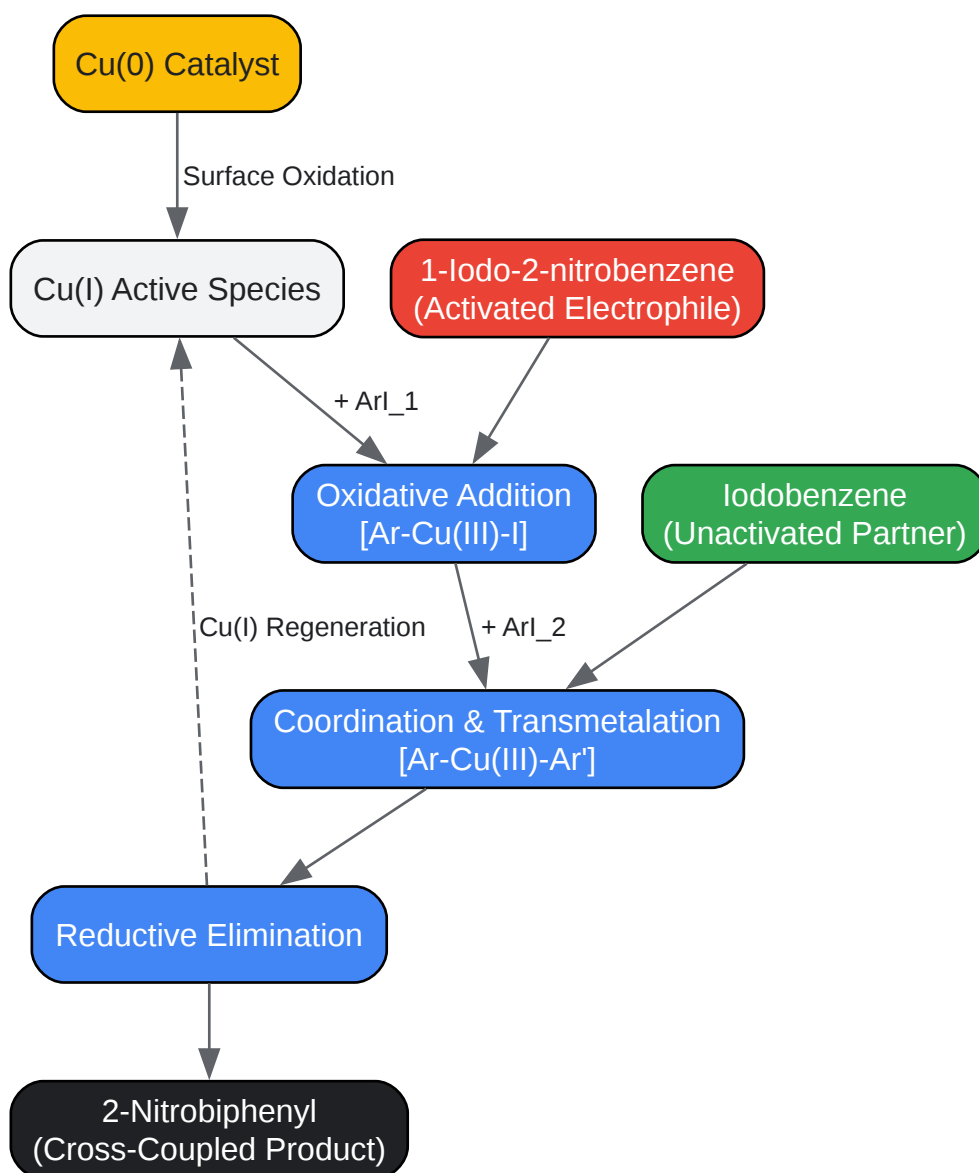 Cu(0) Catalyst
Surface Oxidation
Cu(I) Active Species
1-Iodo-2-nitrobenzene
(Activated Electrophile)
+ ArI_1
Oxidative Addition
[Ar-Cu(III)-I]
Iodobenzene
(Unactivated Partner)
Cu(I) Regeneration
+ ArI_2
Coordination & Transmetalation
[Ar-Cu(III)-Ar']
Reductive Elimination
2-Nitrobiphenyl
(Cross-Coupled Product)